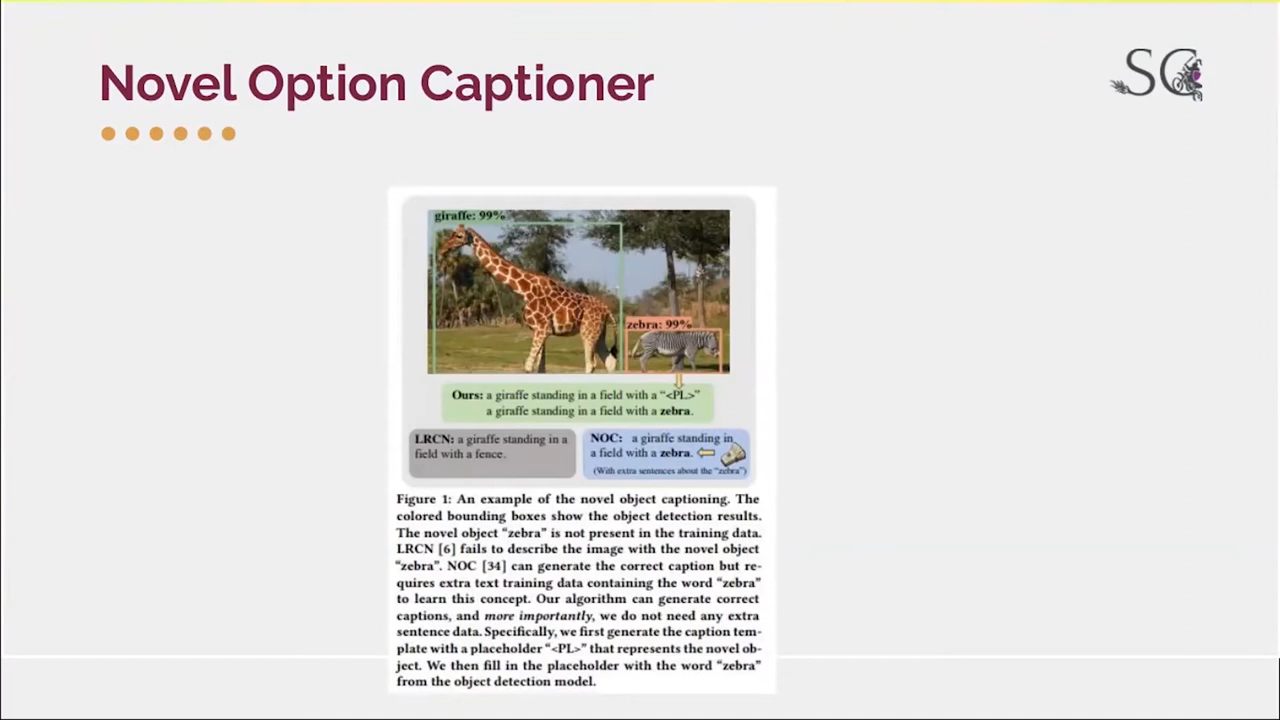 Novel Option Captioner
SC
giraffe: 99%
zebra: 99%
Ours: a giraffe standing in a field with a “<PL>”
a giraffe standing in a field with a zebra.
LRCN: a giraffe standing in a
field with a fence.
NOC: a giraffe standing in
a field with a zebra.
(With extra sentences about the “zebra”)
Figure 1: An example of the novel object captioning. The
colored bounding boxes show the object detection results.
The novel object “zebra” is not present in the training data.
LRCN [6] fails to describe the image with the novel object
“zebra”. NOC [34] can generate the correct caption but re-
quires extra text training data containing the word “zebra”
to learn this concept. Our algorithm can generate correct
captions, and more importantly, we do not need any extra
sentence data. Specifically, we first generate the caption tem-
plate with a placeholder “<PL>” that represents the novel ob-
ject. We then fill in the placeholder with the word “zebra”
from the object detection model.